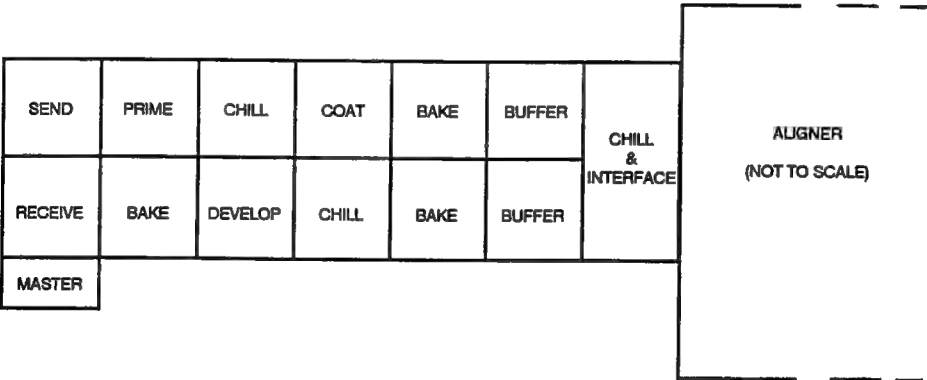 SEND PRIME CHILL COAT BAKE BUFFER
CHILL
&
INTERFACE
ALIGNER
(NOT TO SCALE)
RECEIVE BAKE DEVELOP CHILL BAKE BUFFER
MASTER